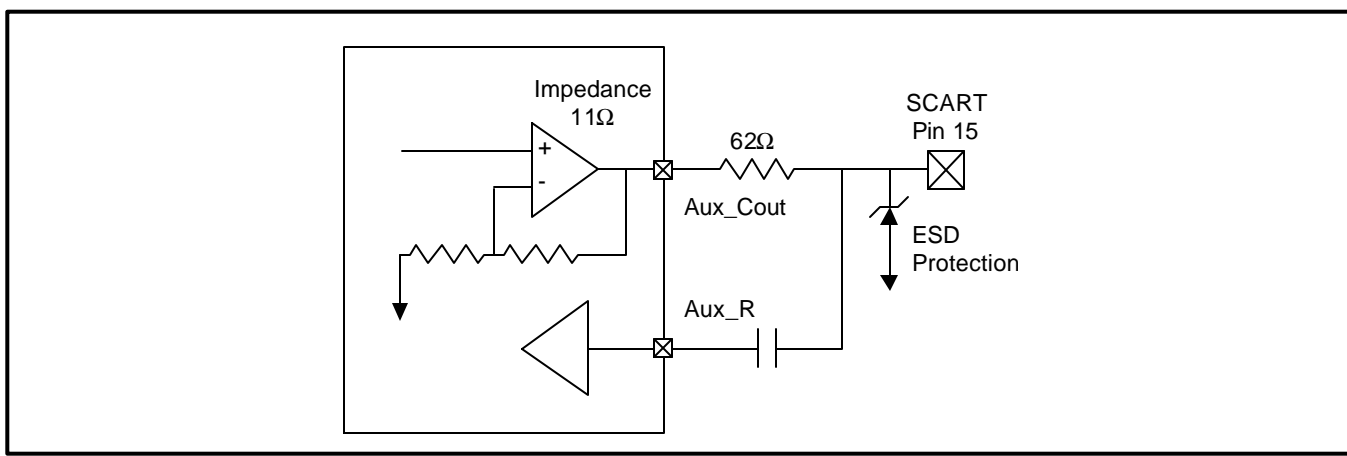 Impedance
11Ω
+
-
62Ω
SCART
Pin 15
Aux_Cout
ESD
Protection
Aux_R